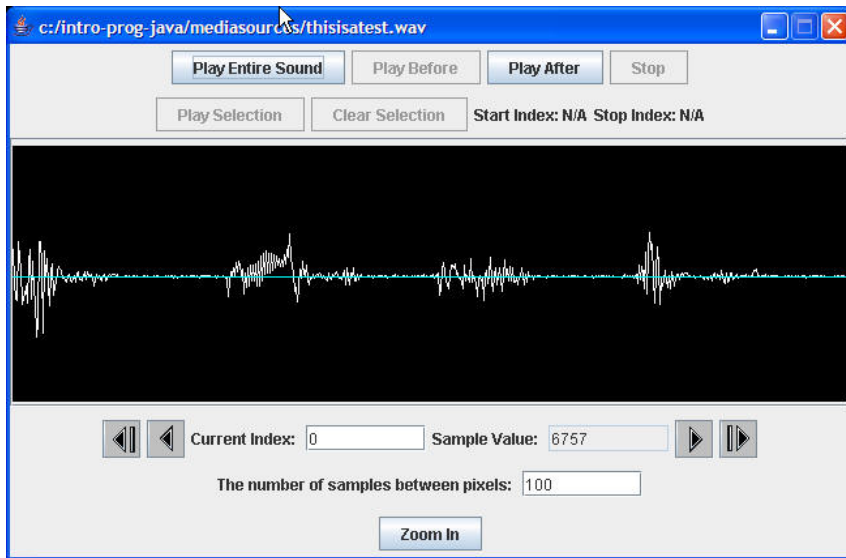 c:/intro-prog-java/mediasources/thisisatest.wav
Play Entire Sound Play Before Play After Stop
Play Selection Clear Selection Start Index: N/A Stop Index: N/A
Current Index: 0 Sample Value: 6757
The number of samples between pixels: 100
Zoom In